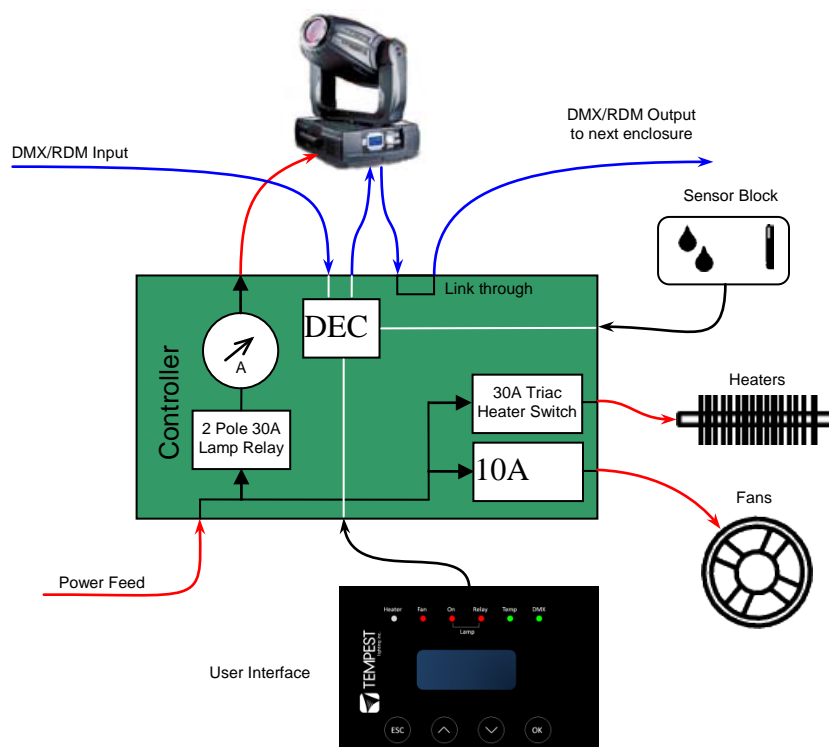 DMX/RDM Output
to next enclosure
DMX/RDM Input
Sensor Block
Link through
DEC
Controller
A
30A Triac
Heater Switch
2 Pole 30A
Lamp Relay
Heaters
10A
Fans
Power Feed
Heater Fan On Relay Temp DMX
Lamp
TEMPEST
User Interface
ESC OK